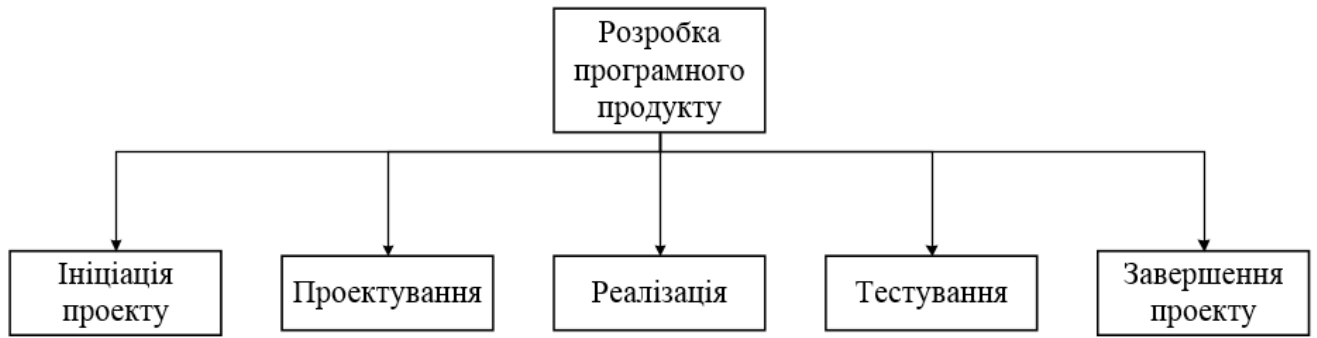 Розробка
програмного
продукту
Ініціація
проекту
Проектування
Реалізація
Тестування
Завершення
проекту